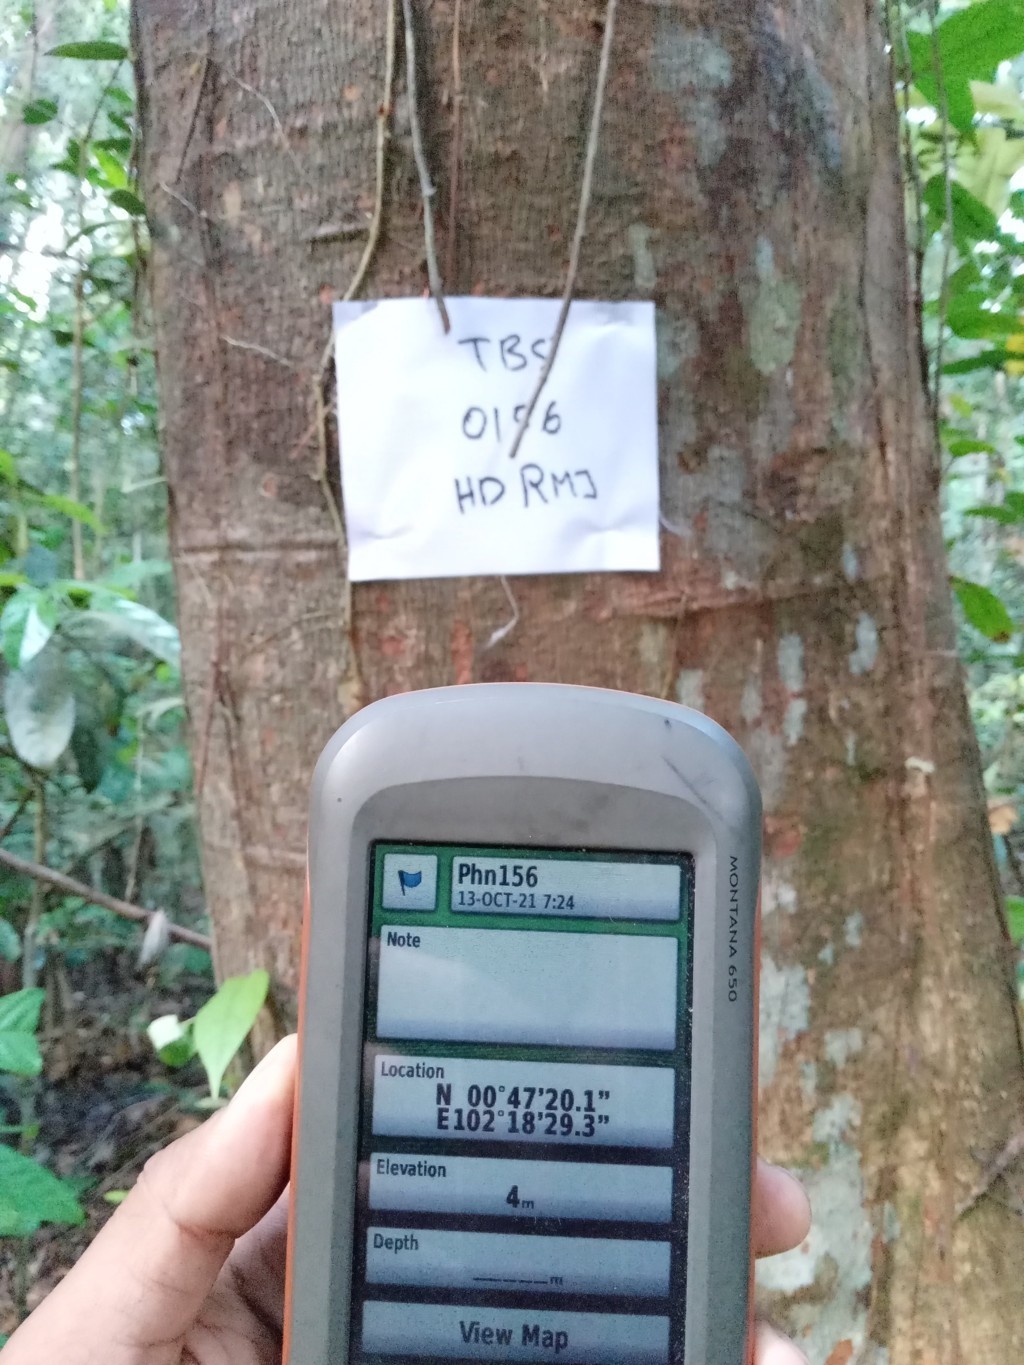 TBS
0156
HD RMJ
MONTANA 650
Phn156
13-OCT-21 7:24
Note
Location
N 00°47'20.1"
E102°18'29.3"
Elevation
4m
Depth
_____m
View Map